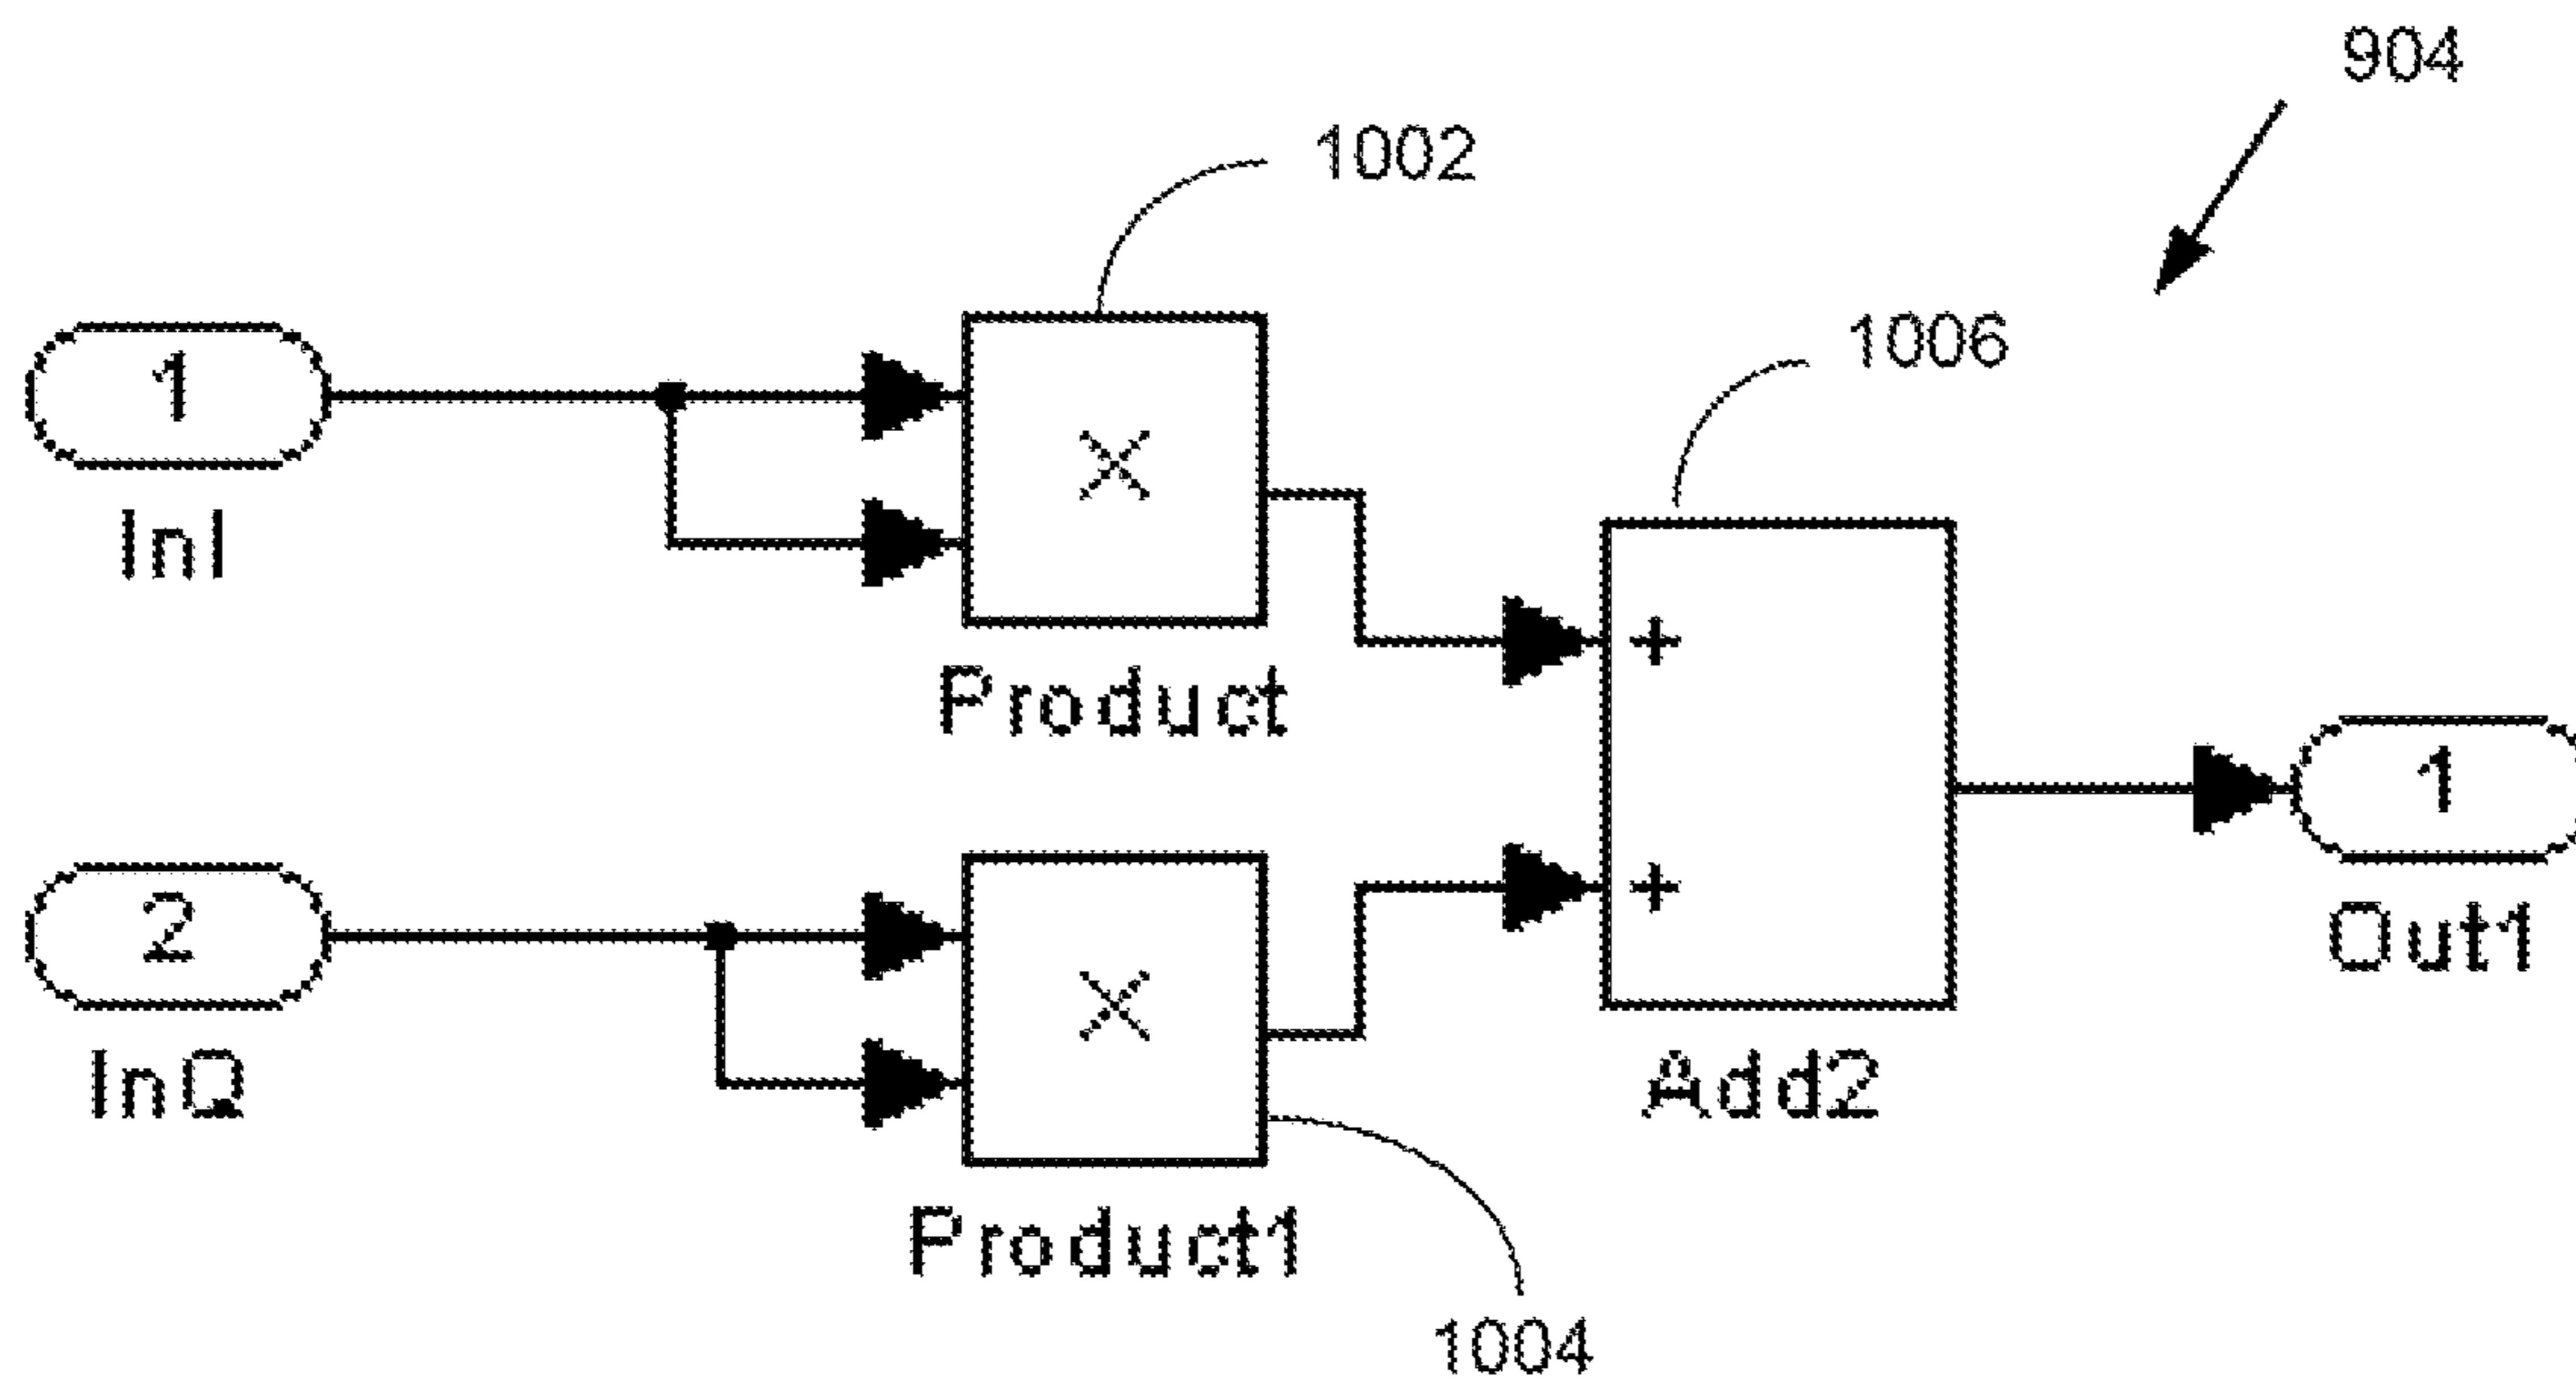 904
1002
1006
1
InI
×
Product
+
+
1
Out1
2
InQ
×
Product1
Add2
1004